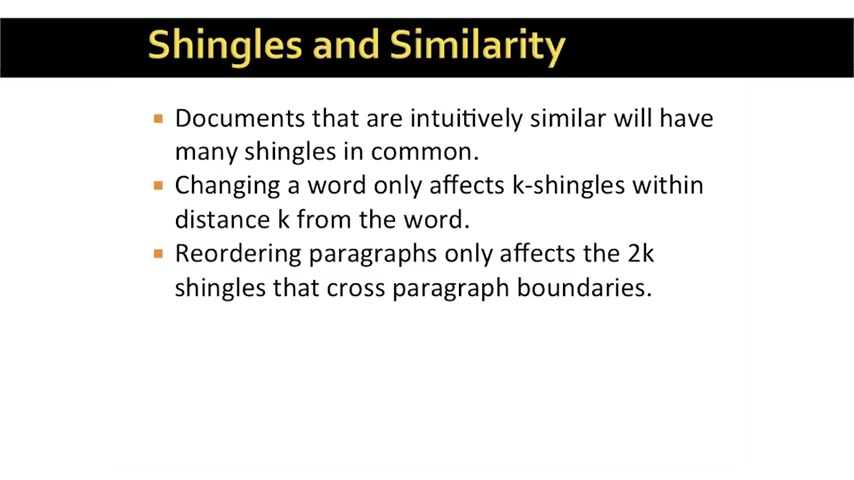 Shingles and Similarity
Documents that are intuitively similar will have
many shingles in common.
Changing a word only affects k-shingles within
distance k from the word.
Reordering paragraphs only affects the 2k
shingles that cross paragraph boundaries.